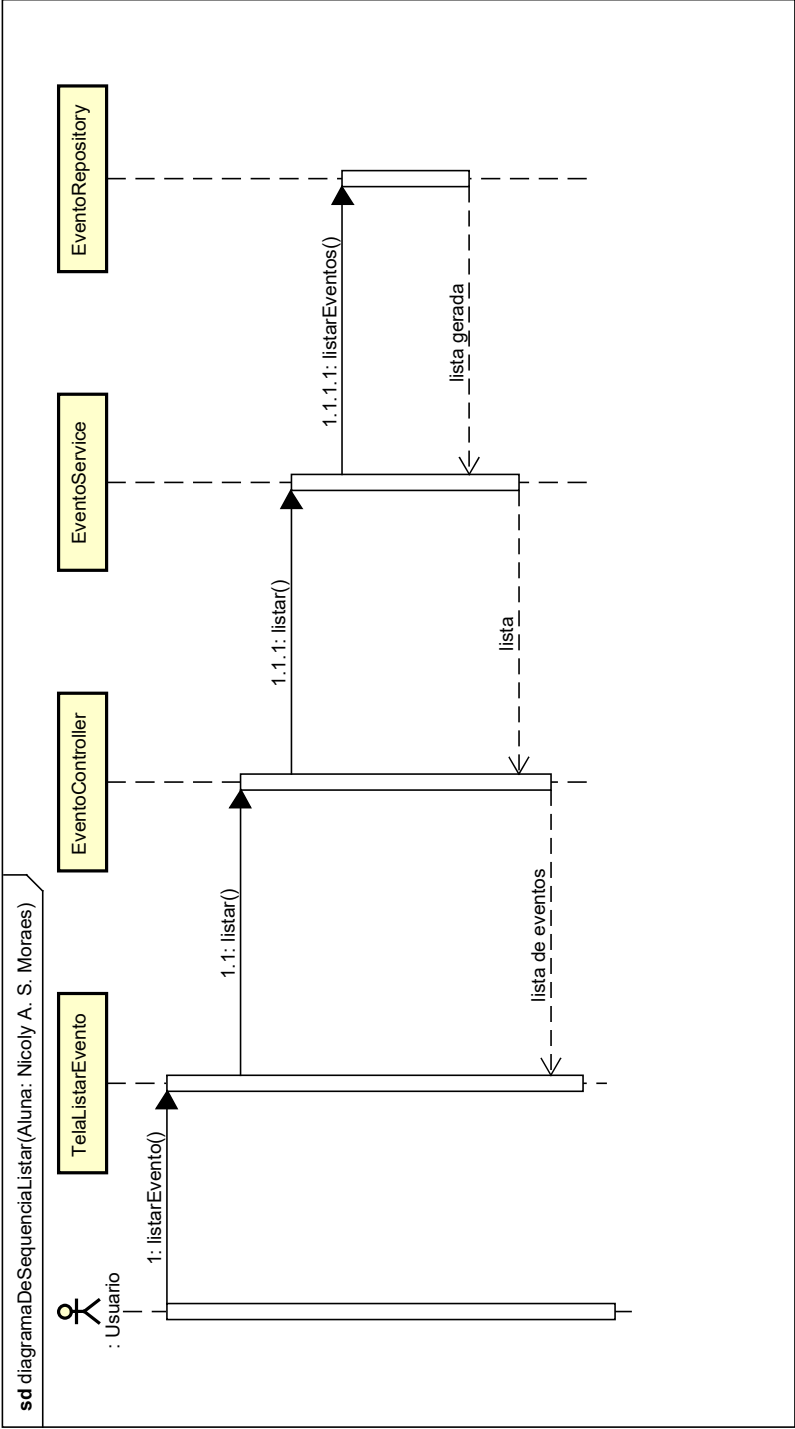 sd diagramaDeSequenciaListar(Aluna: Nicoly A. S. Moraes)
: Usuario
TelaListarEvento
EventoController
EventoService
EventoRepository
1: listarEvento()
1.1: listar()
1.1.1: listar()
1.1.1.1: listarEventos()
lista gerada
lista
lista de eventos